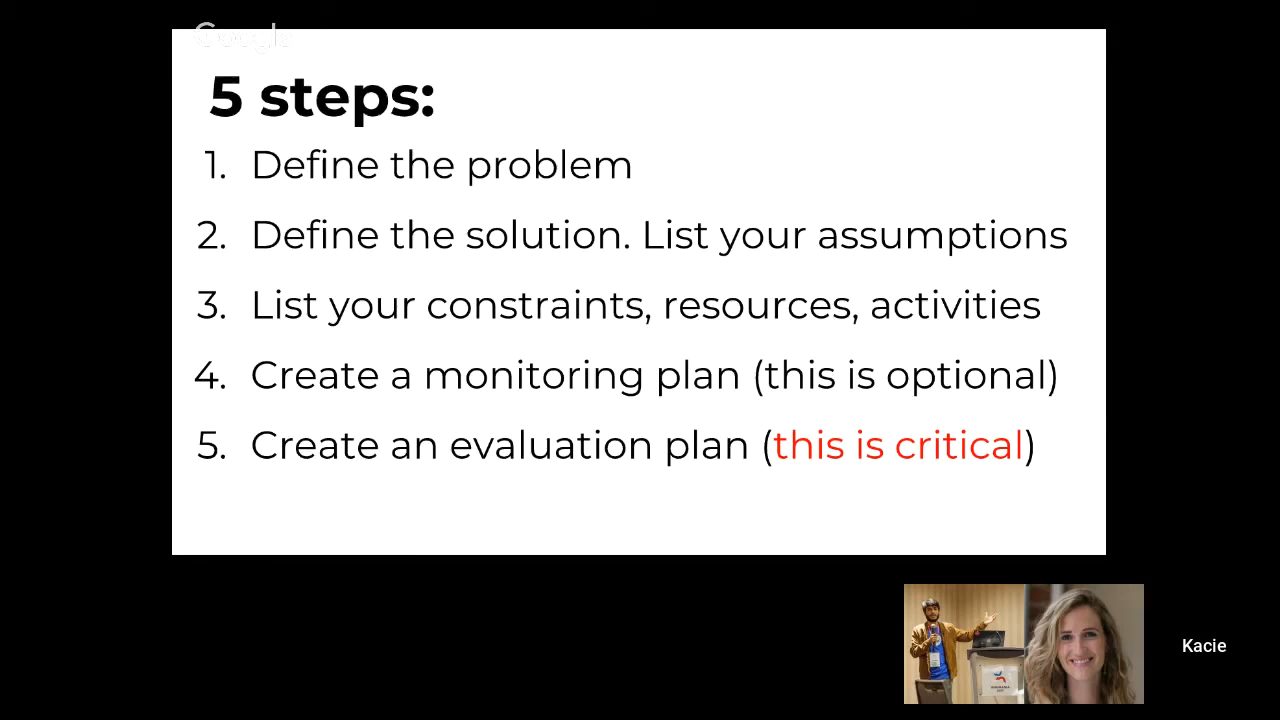 Google
5 steps:
1. Define the problem
2. Define the solution. List your assumptions
3. List your constraints, resources, activities
4. Create a monitoring plan (this is optional)
5. Create an evaluation plan (this is critical)
Kacie